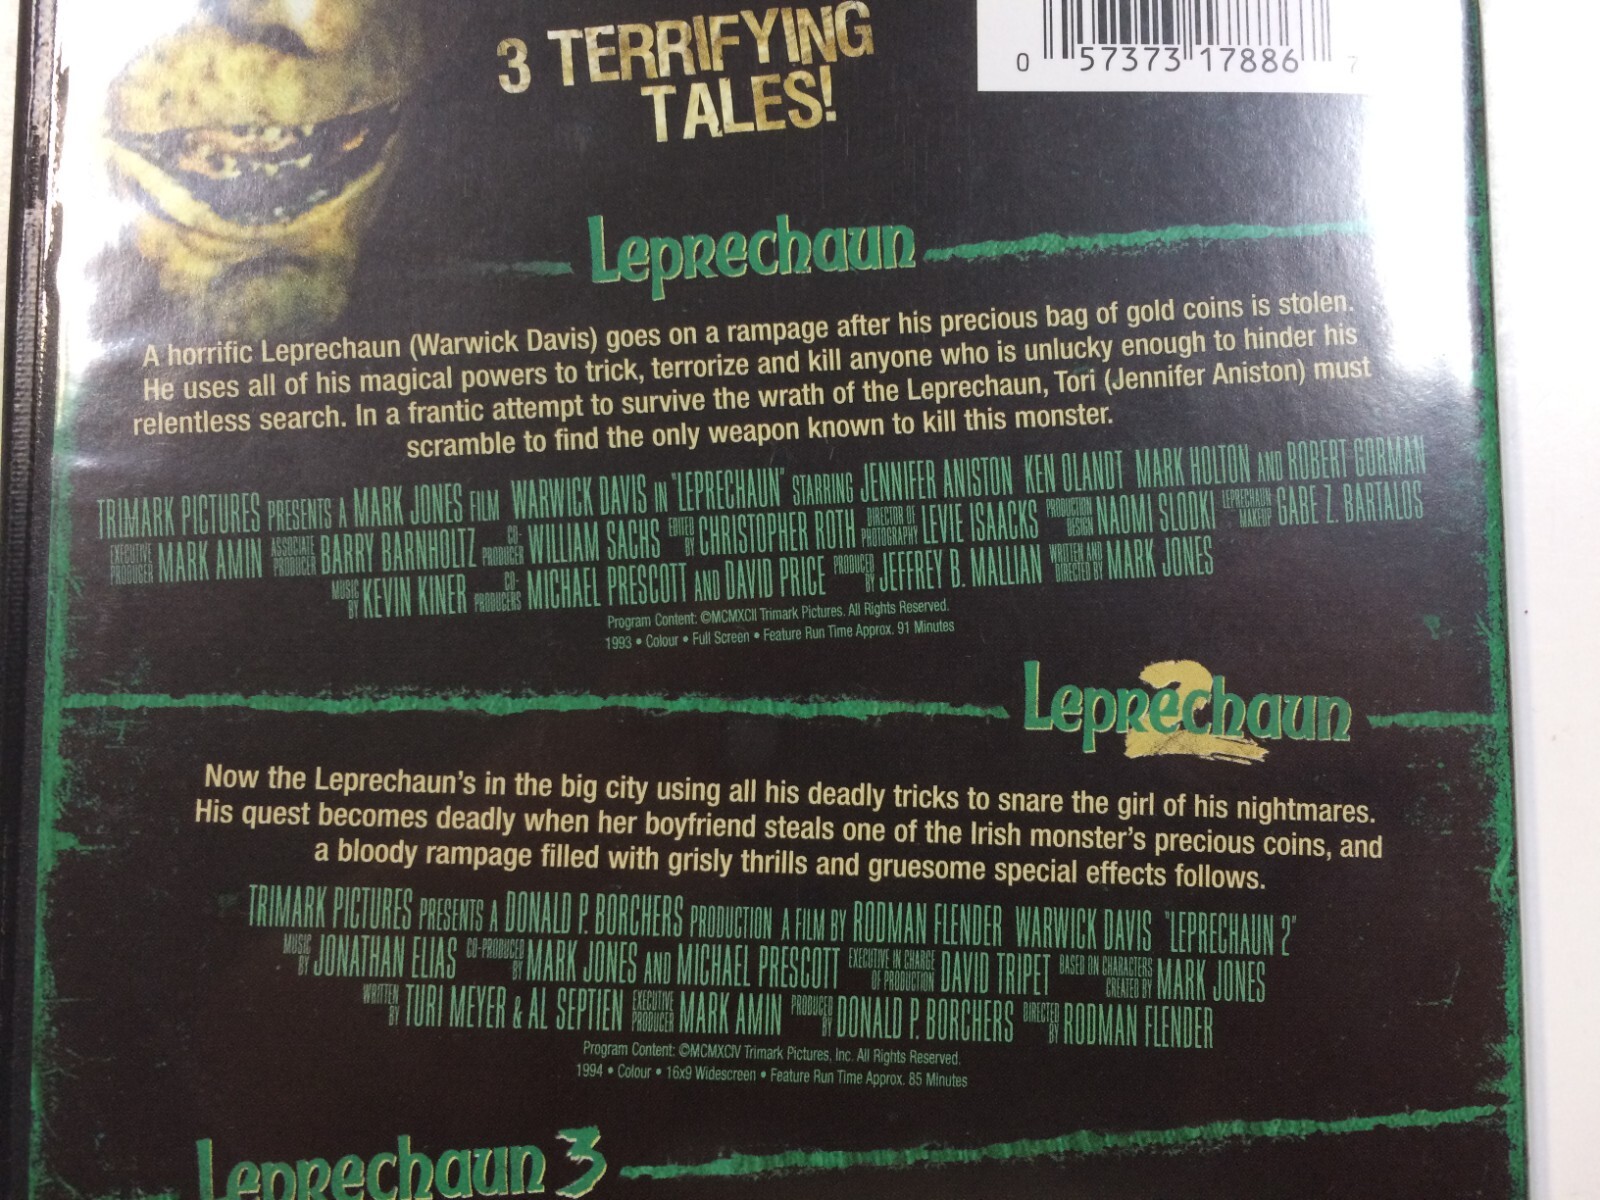 3 TERRIFYING
TALES!
0 57373 17886 7
Leprechaun
A horrific Leprechaun (Warwick Davis) goes on a rampage after his precious bag of gold coins is stolen.
He uses all of his magical powers to trick, terrorize and kill anyone who is unlucky enough to hinder his
relentless search. In a frantic attempt to survive the wrath of the Leprechaun, Tori (Jennifer Aniston) must
scramble to find the only weapon known to kill this monster.
TRIMARK PICTURES PRESENTS A MARK JONES FILM WARWICK DAVIS IN "LEPRECHAUN" STARRING JENNIFER ANISTON KEN OLANDT MARK HOLTON AND ROBERT GORMAN
EXECUTIVE PRODUCER MARK AMIN ASSOCIATE PRODUCER BARRY BARNHOLTZ CO-PRODUCER WILLIAM SACHS EDITED BY CHRISTOPHER ROTH DIRECTOR OF PHOTOGRAPHY LEVIE ISAACKS PRODUCTION DESIGN NAOMI SLODKI LEPRECHAUN MAKEUP GABE Z. BARTALOS
MUSIC BY KEVIN KINER CO-PRODUCERS MICHAEL PRESCOTT AND DAVID PRICE PRODUCED BY JEFFREY B. MALLIAN WRITTEN AND DIRECTED BY MARK JONES
Program Content: ©MCMXCII Trimark Pictures. All Rights Reserved.
1993 • Colour • Full Screen • Feature Run Time Approx. 91 Minutes
Leprechaun 2
Now the Leprechaun's in the big city using all his deadly tricks to snare the girl of his nightmares.
His quest becomes deadly when her boyfriend steals one of the Irish monster's precious coins, and
a bloody rampage filled with grisly thrills and gruesome special effects follows.
TRIMARK PICTURES PRESENTS A DONALD P. BORCHERS PRODUCTION A FILM BY RODMAN FLENDER WARWICK DAVIS "LEPRECHAUN 2"
MUSIC BY JONATHAN ELIAS CO-PRODUCED BY MARK JONES AND MICHAEL PRESCOTT EXECUTIVE IN CHARGE OF PRODUCTION DAVID TRIPET BASED ON CHARACTERS CREATED BY MARK JONES
WRITTEN BY TURI MEYER & AL SEPTIEN EXECUTIVE PRODUCER MARK AMIN PRODUCED BY DONALD P. BORCHERS DIRECTED BY RODMAN FLENDER
Program Content: ©MCMXCIV Trimark Pictures, Inc. All Rights Reserved.
1994 • Colour • 16x9 Widescreen • Feature Run Time Approx. 85 Minutes
Leprechaun 3